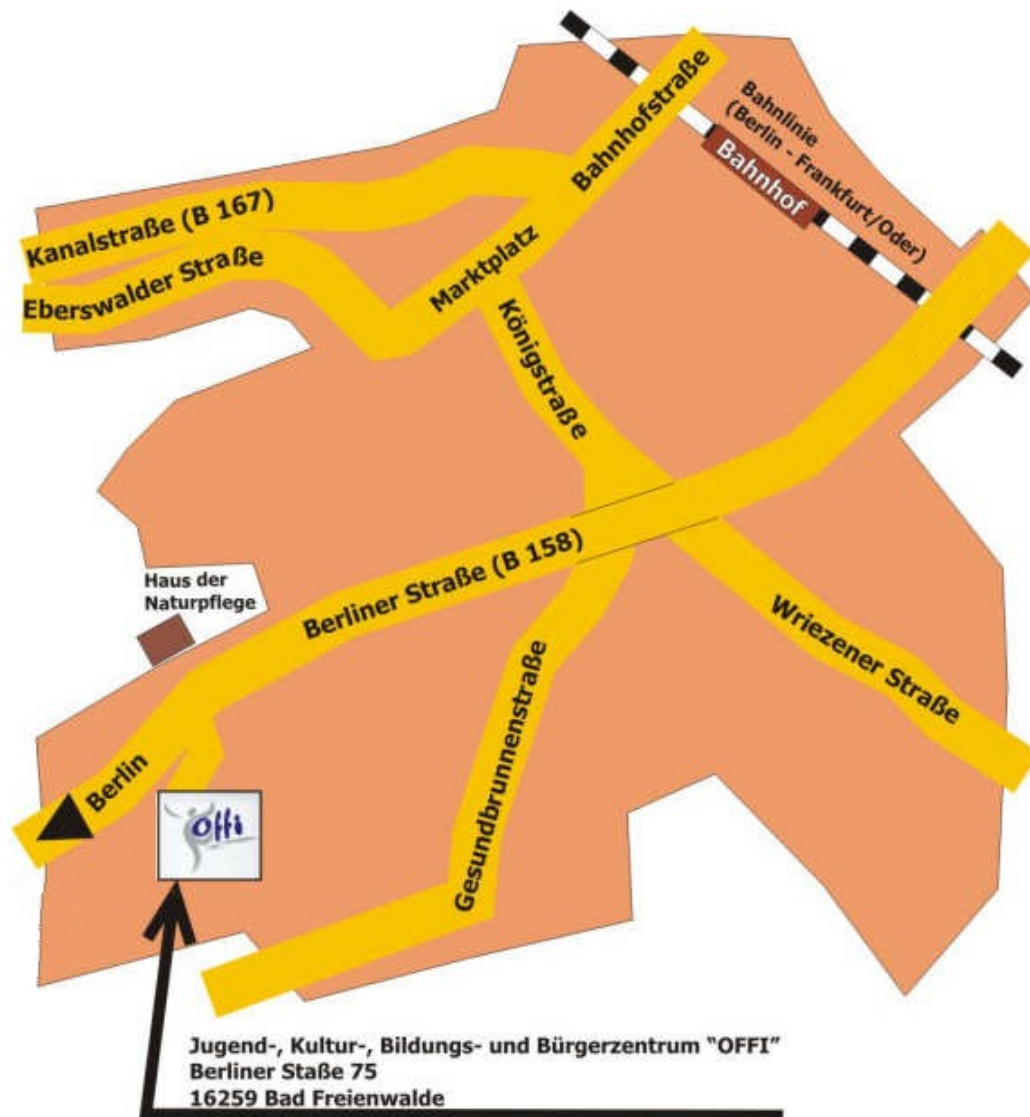 Bahnhofstraße
Bahnlinie
(Berlin - Frankfurt/Oder)
Bahnhof
Kanalstraße (B 167)
Eberswalder Straße
Marktplatz
Königstraße
Haus der
Naturpflege
Berliner Straße (B 158)
Wriezener Straße
Gesundbrunnenstraße
Berlin
Offi
Jugend-, Kultur-, Bildungs- und Bürgerzentrum "OFFI"
Berliner Staße 75
16259 Bad Freienwalde